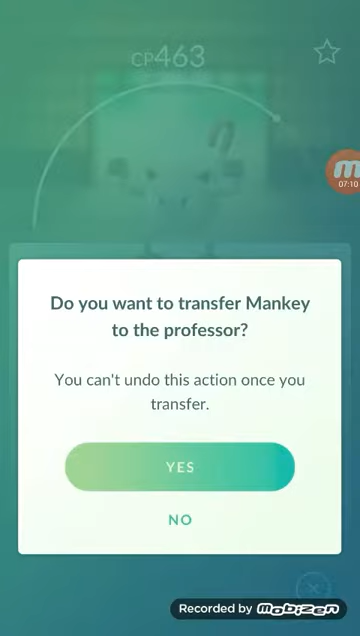 CP463
07:10
Do you want to transfer Mankey
to the professor?
You can't undo this action once you
transfer.
YES
NO
Recorded by mobizen